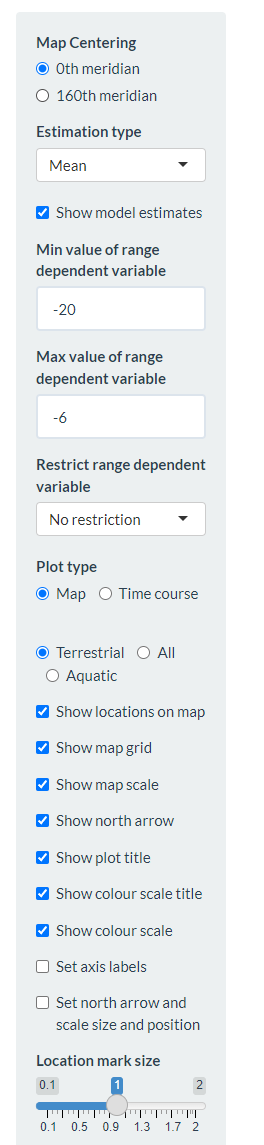 Map Centering
0th meridian
160th meridian
Estimation type
Mean
Show model estimates
Min value of range
dependent variable
-20
Max value of range
dependent variable
-6
Restrict range dependent
variable
No restriction
Plot type
Map Time course
Terrestrial All
Aquatic
Show locations on map
Show map grid
Show map scale
Show north arrow
Show plot title
Show colour scale title
Show colour scale
Set axis labels
Set north arrow and
scale size and position
Location mark size
0.1 1 2
0.1 0.5 0.9 1.3 1.7 2